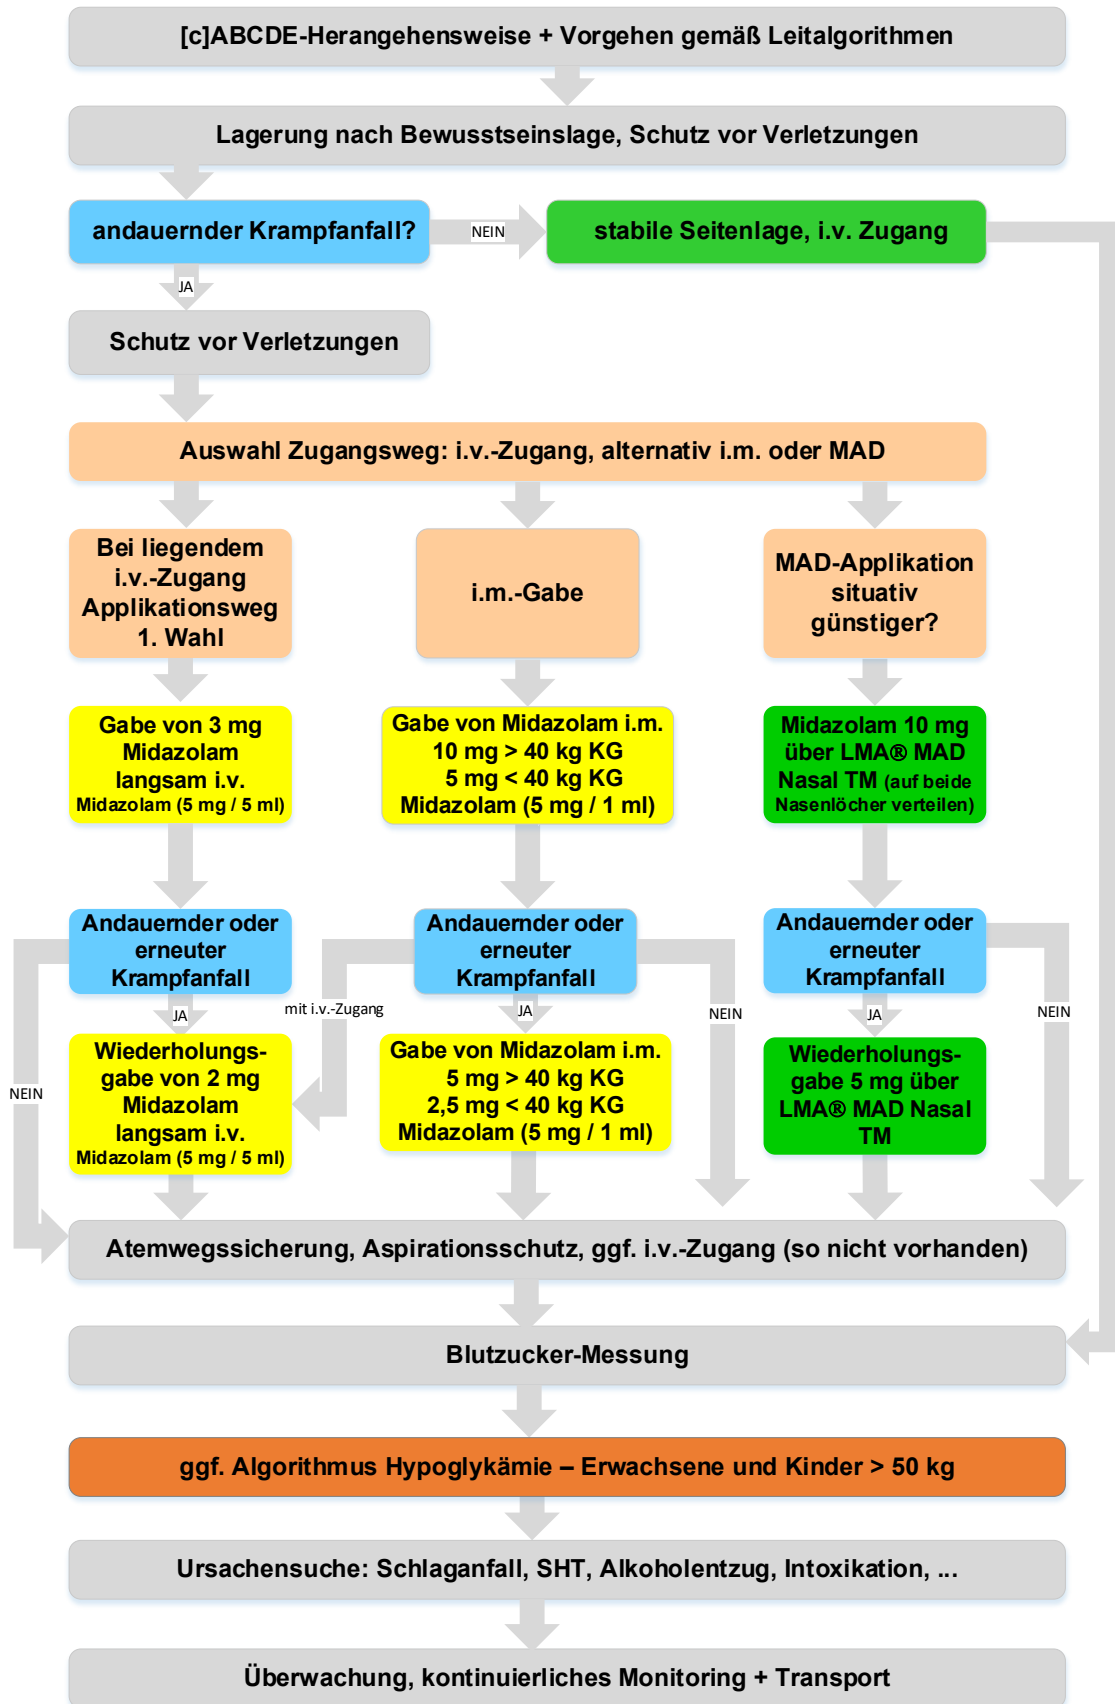 [c]ABCDE-Herangehensweise + Vorgehen gemäß Leitalgorithmen
Lagerung nach Bewusstseinslage, Schutz vor Verletzungen
andauernder Krampfanfall?
NEIN
stabile Seitenlage, i.v. Zugang
JA
Schutz vor Verletzungen
Auswahl Zugangsweg: i.v.-Zugang, alternativ i.m. oder MAD
Bei liegendem
i.v.-Zugang
Applikationsweg
1. Wahl
i.m.-Gabe
MAD-Applikation
situativ
günstiger?
Gabe von 3 mg
Midazolam
langsam i.v.
Midazolam (5 mg / 5 ml)
Gabe von Midazolam i.m.
10 mg > 40 kg KG
5 mg < 40 kg KG
Midazolam (5 mg / 1 ml)
Midazolam 10 mg
über LMA® MAD
Nasal TM (auf beide
Nasenlöcher verteilen)
Andauernder oder
erneuter
Krampfanfall
Andauernder oder
erneuter
Krampfanfall
Andauernder oder
erneuter
Krampfanfall
JA
mit i.v.-Zugang
JA
NEIN
JA
NEIN
NEIN
Wiederholungs-
gabe von 2 mg
Midazolam
langsam i.v.
Midazolam (5 mg / 5 ml)
Gabe von Midazolam i.m.
5 mg > 40 kg KG
2,5 mg < 40 kg KG
Midazolam (5 mg / 1 ml)
Wiederholungs-
gabe 5 mg über
LMA® MAD Nasal
TM
Atemwegssicherung, Aspirationsschutz, ggf. i.v.-Zugang (so nicht vorhanden)
Blutzucker-Messung
ggf. Algorithmus Hypoglykämie – Erwachsene und Kinder > 50 kg
Ursachensuche: Schlaganfall, SHT, Alkoholentzug, Intoxikation, ...
Überwachung, kontinuierliches Monitoring + Transport